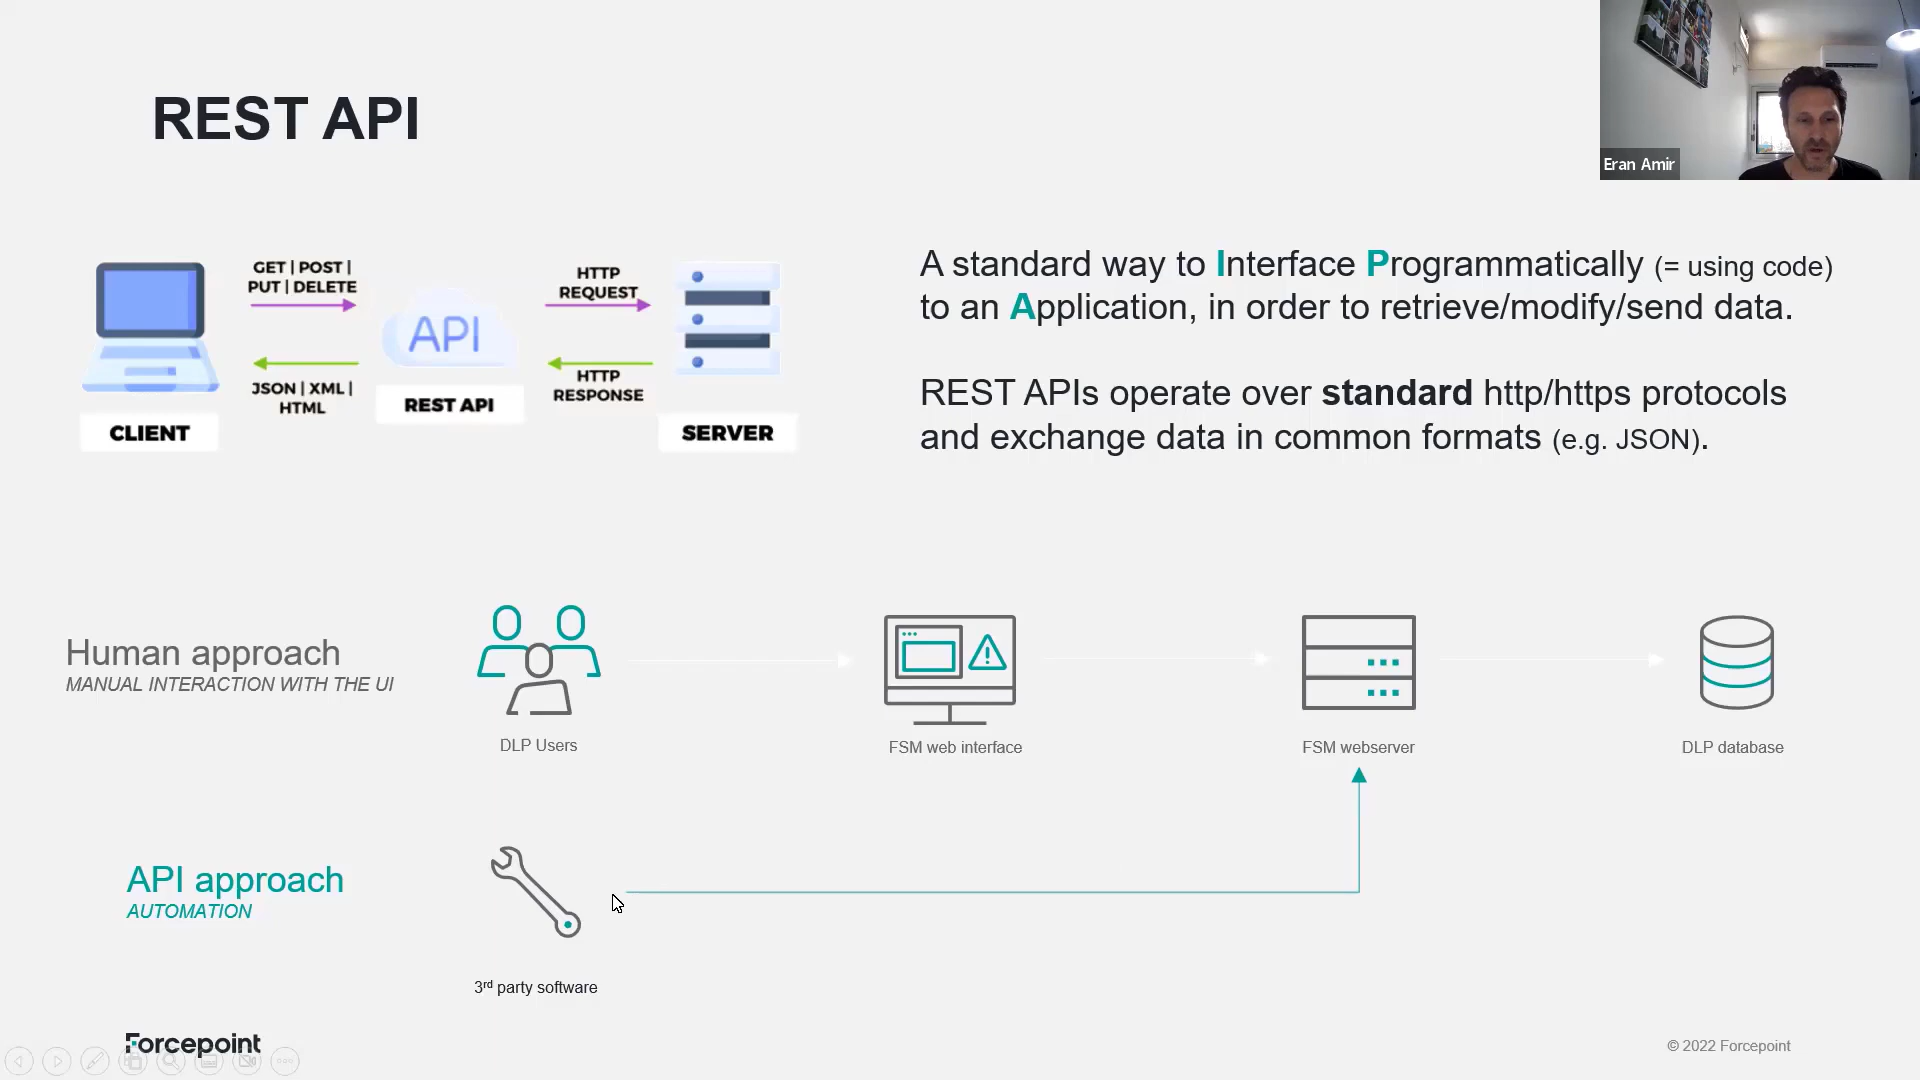 REST API
Eran Amir
GET | POST |
PUT | DELETE
JSON | XML |
HTML
CLIENT
API
REST API
HTTP
REQUEST
HTTP
RESPONSE
SERVER
A standard way to Interface Programmatically (= using code)
to an Application, in order to retrieve/modify/send data.
REST APIs operate over standard http/https protocols
and exchange data in common formats (e.g. JSON).
Human approach
MANUAL INTERACTION WITH THE UI
DLP Users
FSM web interface
FSM webserver
DLP database
API approach
AUTOMATION
3rd party software
Forcepoint
© 2022 Forcepoint